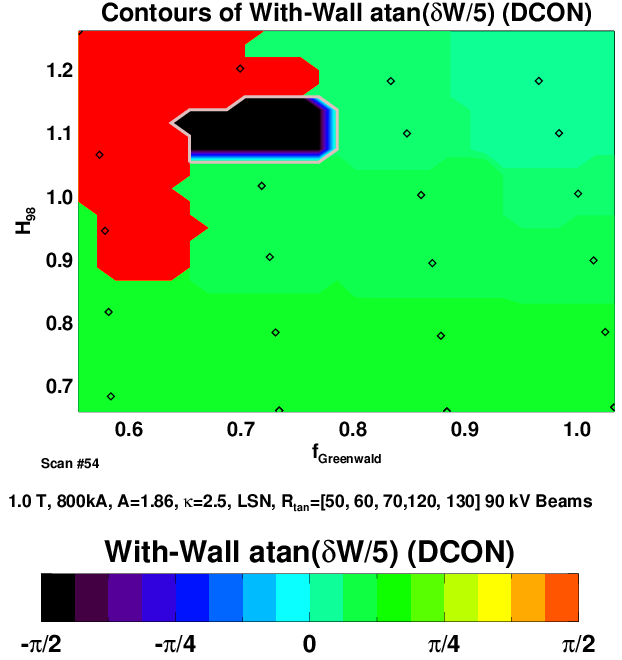 Contours of With-Wall atan(δW/5) (DCON)
1.2
1.1
1.0
0.9
0.8
0.7
H98
0.6 0.7 0.8 0.9 1.0
fGreenwald
Scan #54
1.0 T, 800kA, A=1.86, κ=2.5, LSN, Rtan=[50, 60, 70,120, 130] 90 kV Beams
With-Wall atan(δW/5) (DCON)
-π/2 -π/4 0 π/4 π/2